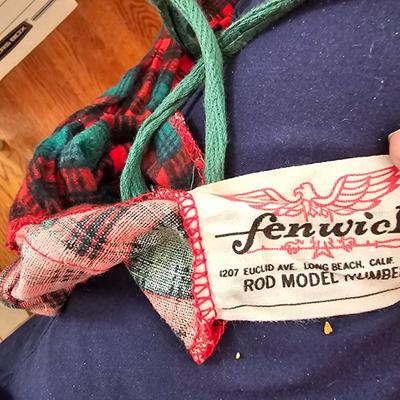 fenwick
1207 EUCLID AVE. LONG BEACH, CALIF.
ROD MODEL NUMBER